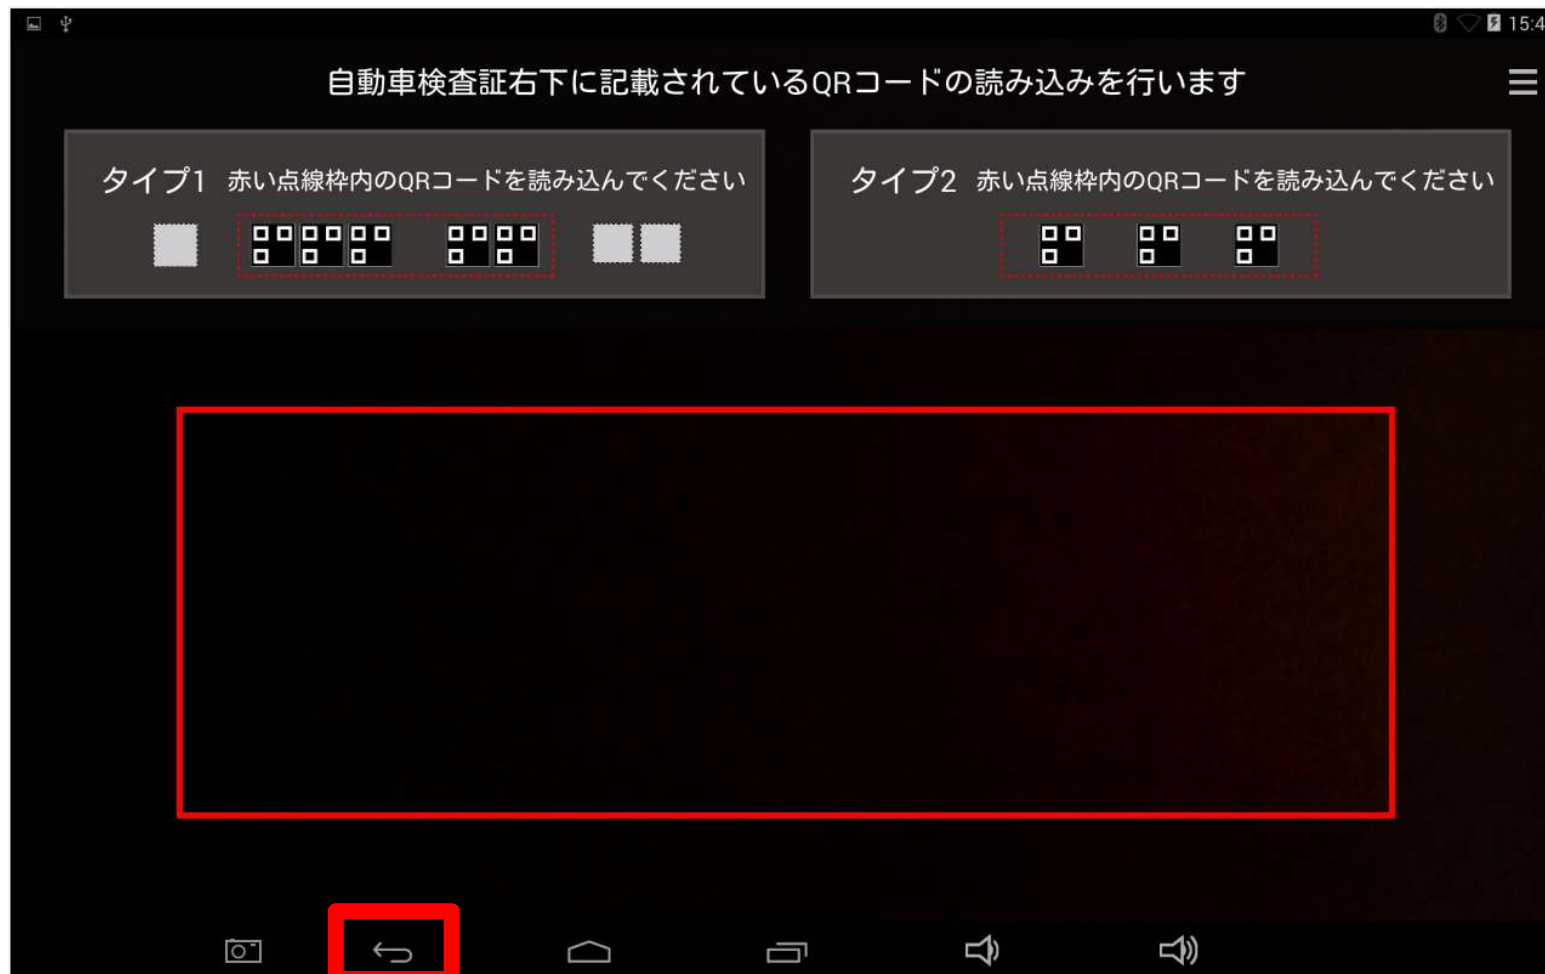 15:4
自動車検査証右下に記載されているQRコードの読み込みを行います
タイプ1 赤い点線枠内のQRコードを読み込んでください
タイプ2 赤い点線枠内のQRコードを読み込んでください